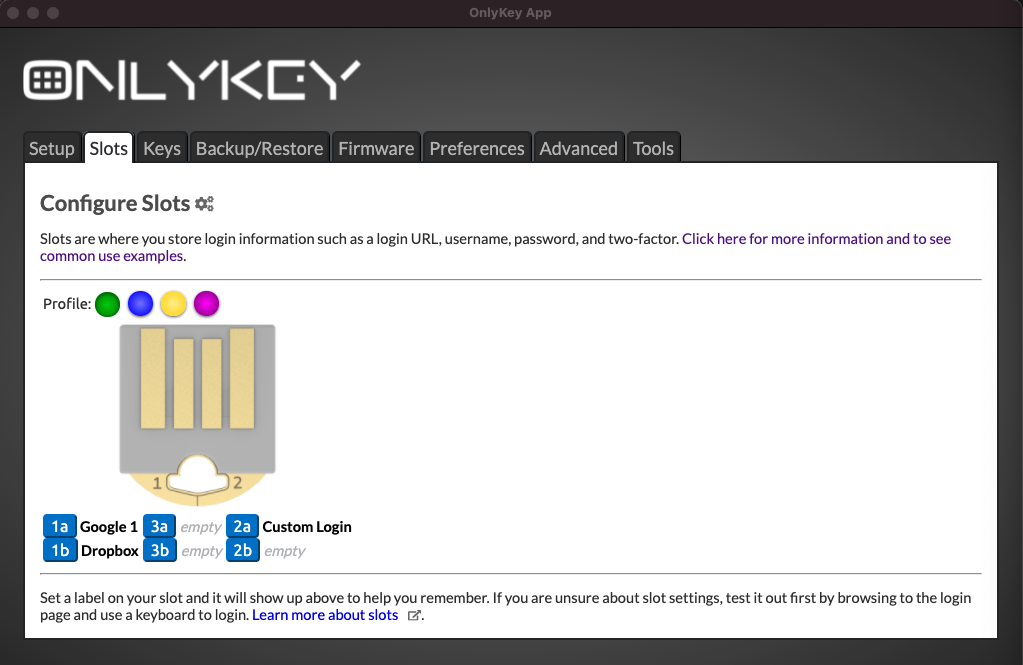 OnlyKey App
ONLYKEY
Setup Slots Keys Backup/Restore Firmware Preferences Advanced Tools
Configure Slots
Slots are where you store login information such as a login URL, username, password, and two-factor. Click here for more information and to see
common use examples.
Profile:
1 2
1a Google 1 3a empty 2a Custom Login
1b Dropbox 3b empty 2b empty
Set a label on your slot and it will show up above to help you remember. If you are unsure about slot settings, test it out first by browsing to the login
page and use a keyboard to login. Learn more about slots .